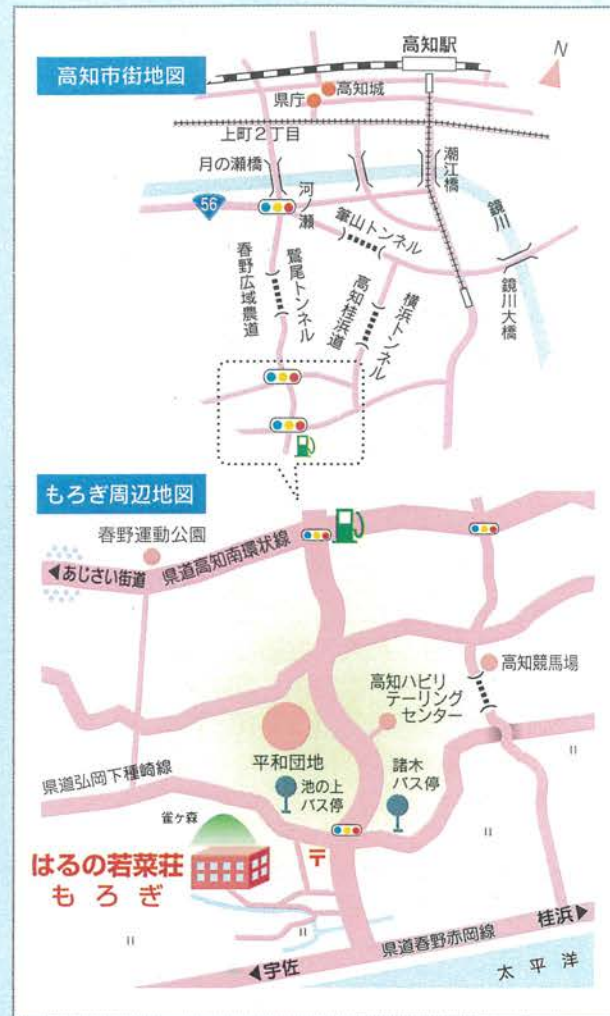 高知市街地図
高知駅
N
高知城
県庁
上町2丁目
月の瀬橋
潮江橋
56
河ノ瀬
筆山トンネル
鏡川
鏡川大橋
春野広域農道
鷲尾トンネル
高知桂浜道
横浜トンネル
もろぎ周辺地図
春野運動公園
◀あじさい街道
県道高知南環状線
高知競馬場
高知ハビリ
テーリング
センター
平和団地
県道弘岡下種崎線
池の上
バス停
諸木
バス停
雀ヶ森
はるの若菜荘
もろぎ
〒
桂浜▶
県道春野赤岡線
◀宇佐
太平洋